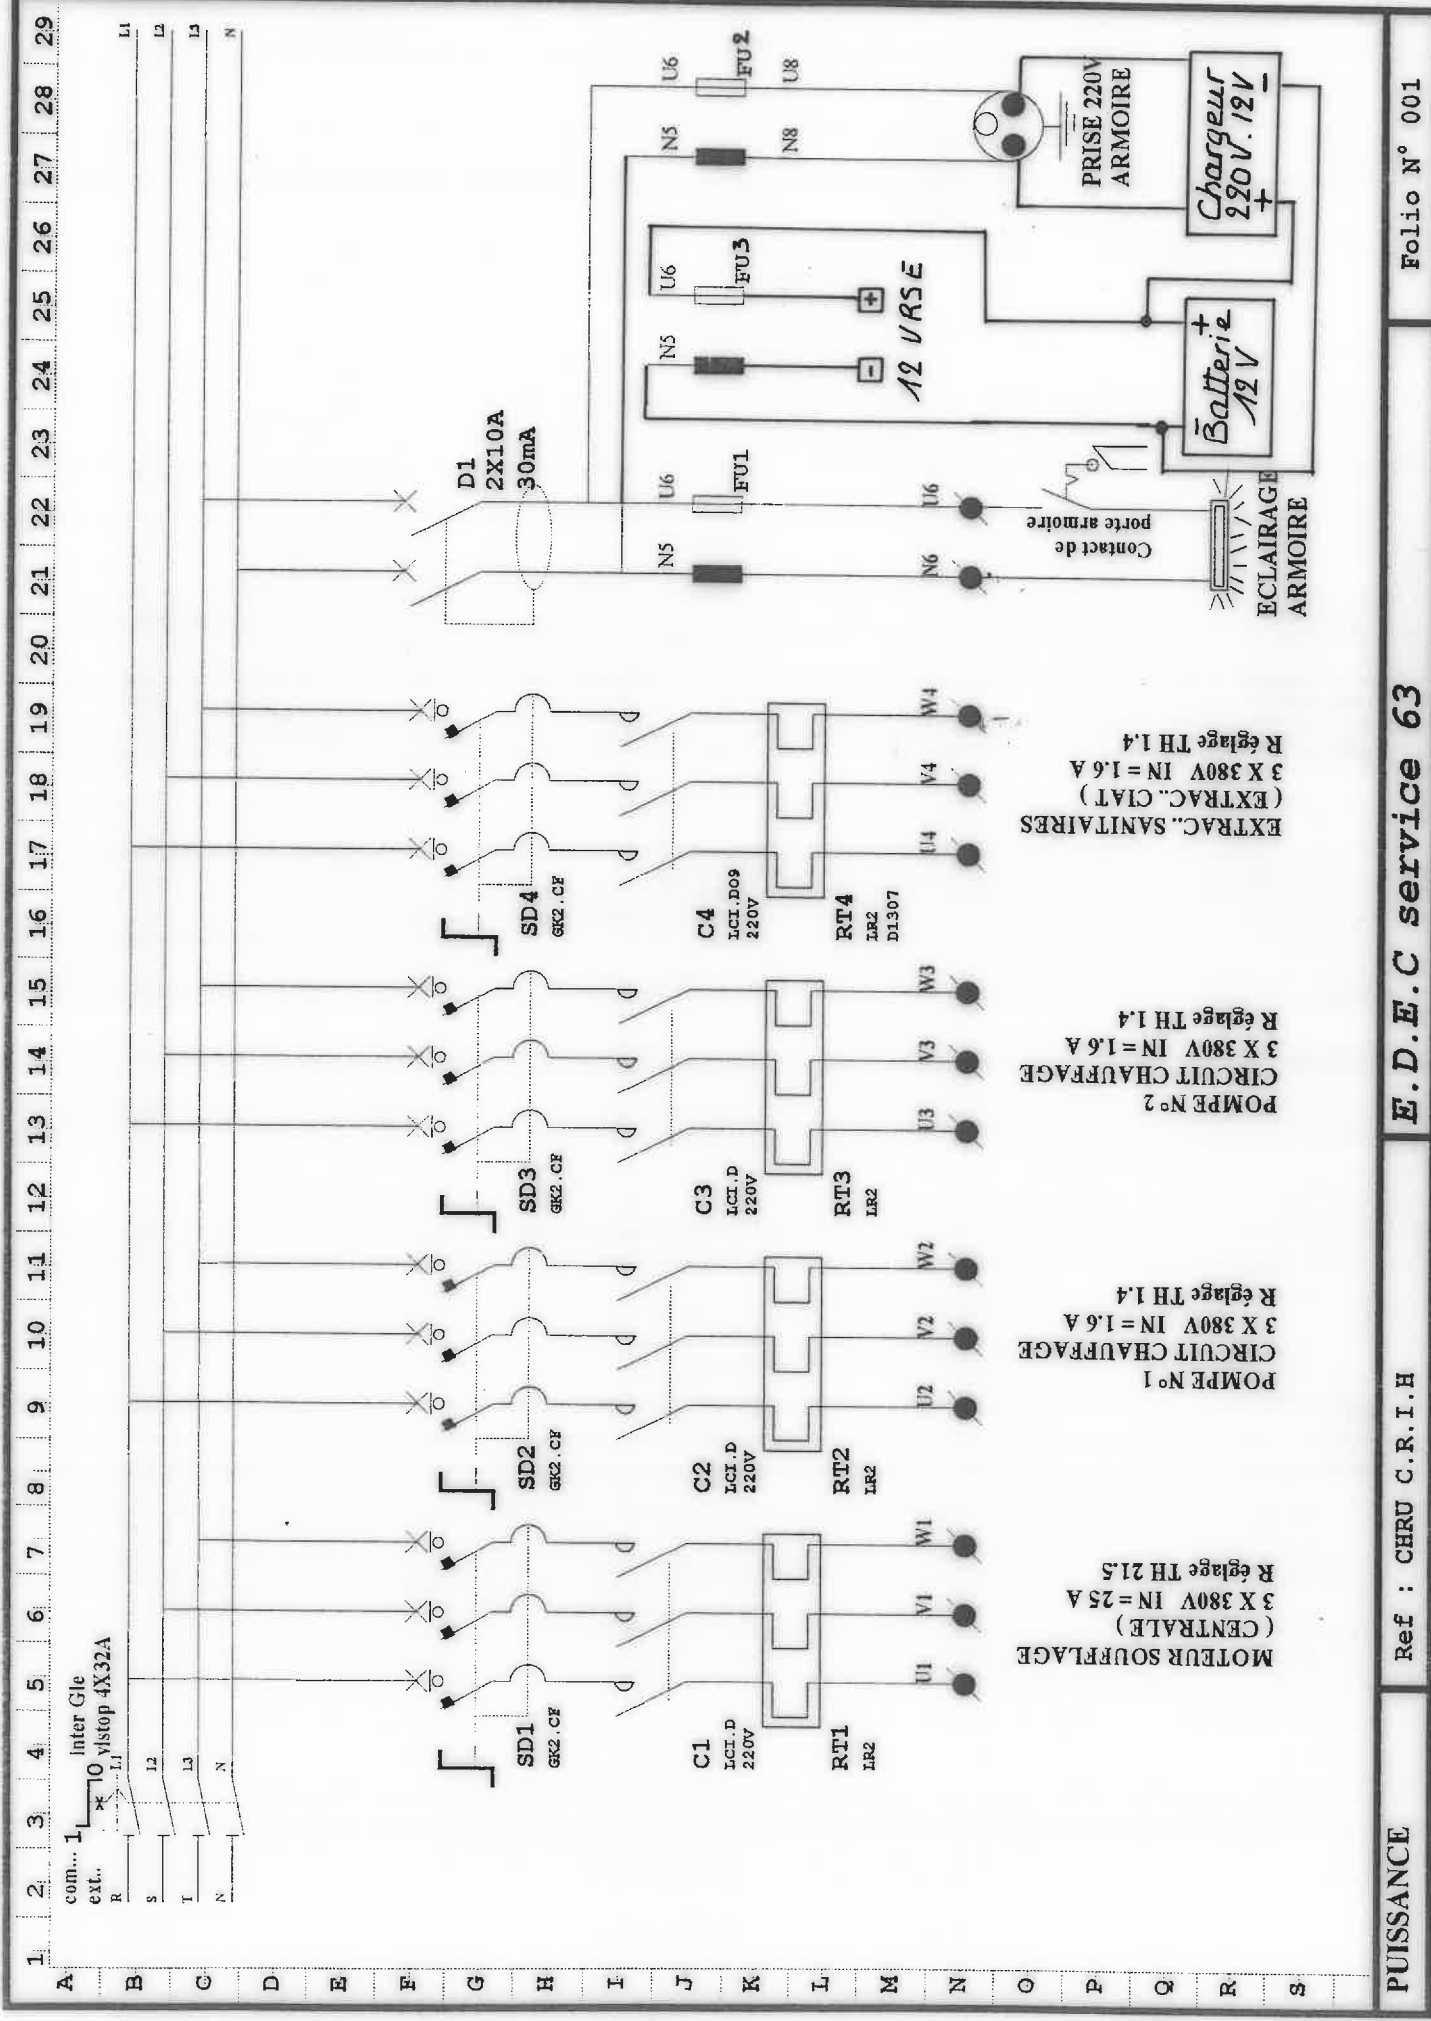 1 2 3 4 5 6 7 8 9 10 11 12 13 14 15 16 17 18 19 20 21 22 23 24 25 26 27 28 29
A
B
C
D
E
F
G
H
I
J
K
L
M
N
O
P
Q
R
S
com... 1 0
ext..
Inter Gle
vistop 4X32A
R L1 L1
S L2 L2
T L3 L3
N N N
SD1
GK2.CF
C1
LC1.D
220V
RT1
LR2
U1 V1 W1
MOTEUR SOUFFLAGE
( CENTRALE )
3 X 380V IN = 25 A
R églage TH 21.5
SD2
GK2.CF
C2
LC1.D
220V
RT2
LR2
U2 V2 W2
POMPE N° 1
CIRCUIT CHAUFFAGE
3 X 380V IN = 1.6 A
R églage TH 1.4
SD3
GK2.CF
C3
LC1.D
220V
RT3
LR2
U3 V3 W3
POMPE N° 2
CIRCUIT CHAUFFAGE
3 X 380V IN = 1.6 A
R églage TH 1.4
SD4
GK2.CF
C4
LC1.D09
220V
RT4
LR2
D1307
U4 V4 W4
EXTRAC.. SANITAIRES
( EXTRAC.. CIAT )
3 X 380V IN = 1.6 A
R églage TH 1.4
D1
2X10A
30mA
N5 U6
FU1
N6 U6
Contact de
porte armoire
ECLAIRAGE
ARMOIRE
N5 U6
FU3
- +
12 VRSE
N5 U6
FU2
N8 U8
PRISE 220V
ARMOIRE
- +
Batterie
12 V
Chargeur
220V. 12V
+ -
PUISSANCE
Ref : CHRU C.R.I.H
E.D.E.C service 63
Folio N° 001